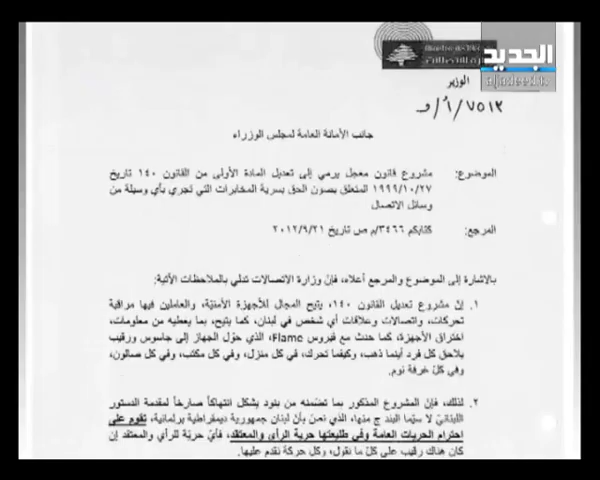 الجديد
aljadeed.tv
الوزير
٧٥١٣/أ/و
جانب الأمانة العامة لمجلس الوزراء
الموضوع: مشروع قانون معجل يرمي إلى تعديل المادة الأولى من القانون ١٤٠ تاريخ
١٩٩٩/١٠/٢٧ المتعلق بصون الحق بسرية المخابرات التي تجري بأي وسيلة من
وسائل الاتصال
المرجع: كتابكم ٣٤٦٦/م ص تاريخ ٢٠١٢/٩/٢١
بالاشارة إلى الموضوع والمرجع أعلاه، فإنّ وزارة الاتصالات تدلي بالملاحظات الآتية:
١. إنّ مشروع تعديل القانون ١٤٠، يتيح المجال للأجهزة الأمنيّة، والعاملين فيها مراقبة
تحركات، واتصالات وعلاقات أي شخص في لبنان، كما يتيح، بما يعطيه من معلومات،
اختراق الأجهزة، كما حدث مع فيروس Flame، الذي حوّل الجهاز إلى جاسوس ورقيب
يلاحق كل فرد أينما ذهب، وكيفما تحرك، في كل منزل، وفي كل مكتب، وفي كل صالون،
وفي كلّ غرفة نوم.
٢. لذلك، فإنّ المشروع المذكور بما تضمنه من بنود يشكل انتهاكاً صارخاً لمقدمة الدستور
اللبنانيّ لا سيّما البند ج منها، الذي نصّ بأنّ لبنان جمهورية ديمقراطية برلمانية، تقوم على
احترام الحريات العامة وفي طليعتها حرية الرأي والمعتقد، فأيّ حريّة للرأي والمعتقد إن
كان هناك رقيب على كلّ ما نقول، وكل حركة نقدم عليها.